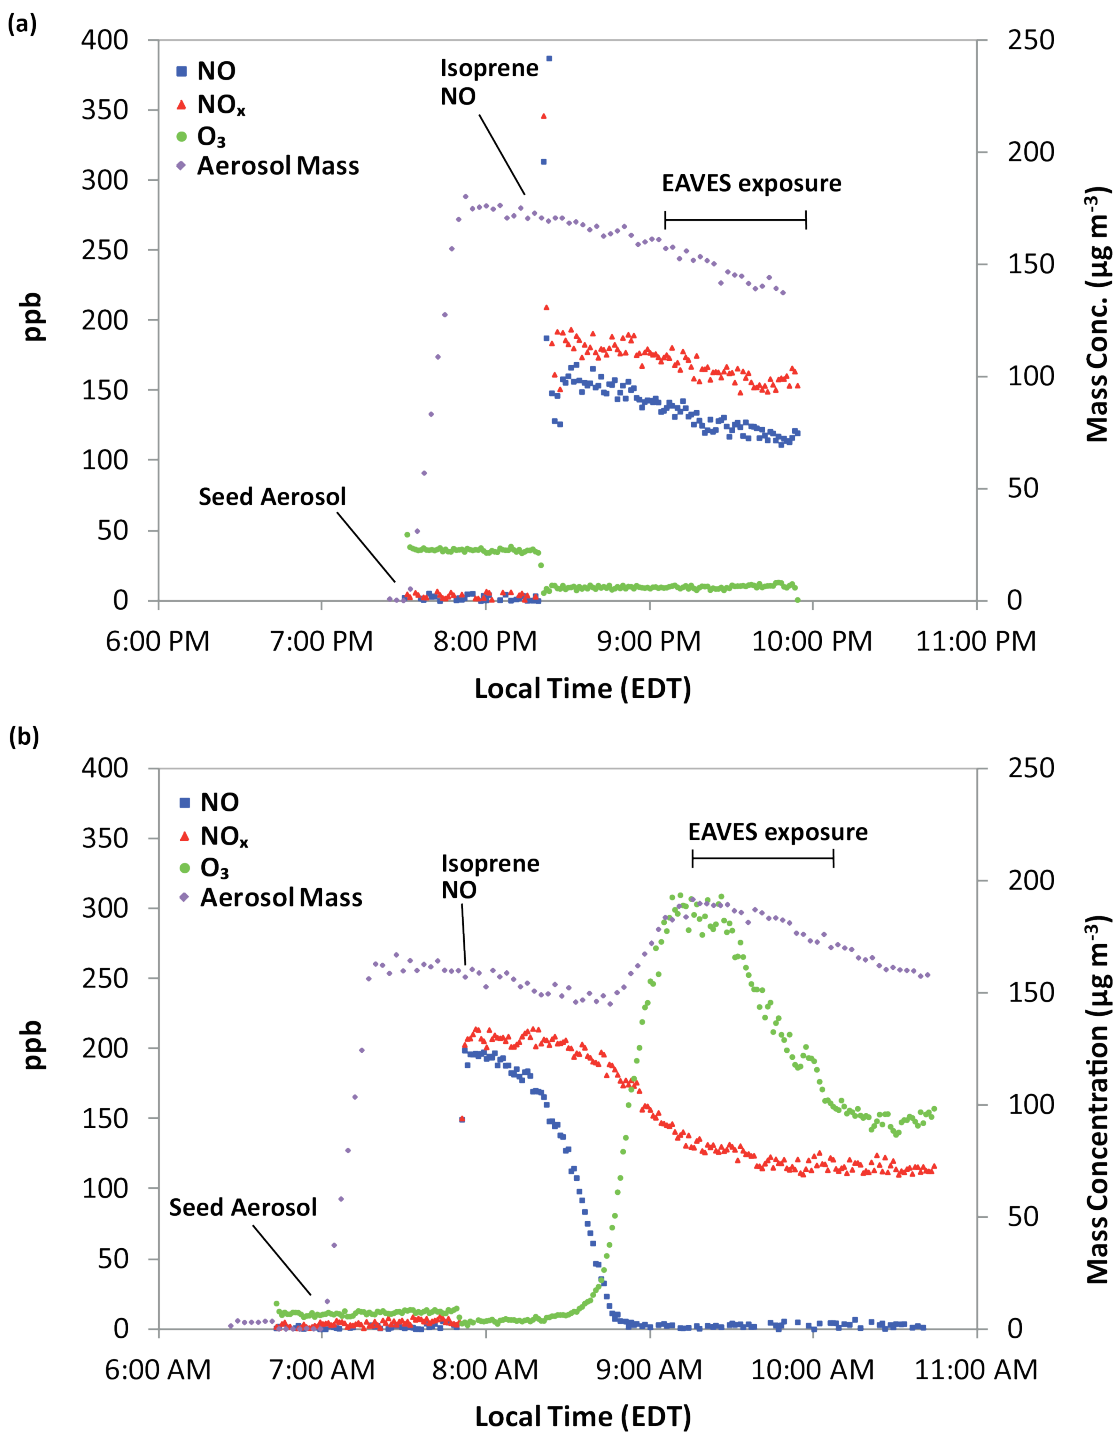 (a)
400
350
300
250
200
150
100
50
0
ppb
250
200
150
100
50
0
Mass Conc. (µg m⁻³)
NO
NOₓ
O₃
Aerosol Mass
Isoprene
NO
EAVES exposure
Seed Aerosol
6:00 PM 7:00 PM 8:00 PM 9:00 PM 10:00 PM 11:00 PM
Local Time (EDT)
(b)
400
350
300
250
200
150
100
50
0
ppb
250
200
150
100
50
0
Mass Concentration (µg m⁻³)
NO
NOₓ
O₃
Aerosol Mass
Isoprene
NO
EAVES exposure
Seed Aerosol
6:00 AM 7:00 AM 8:00 AM 9:00 AM 10:00 AM 11:00 AM
Local Time (EDT)